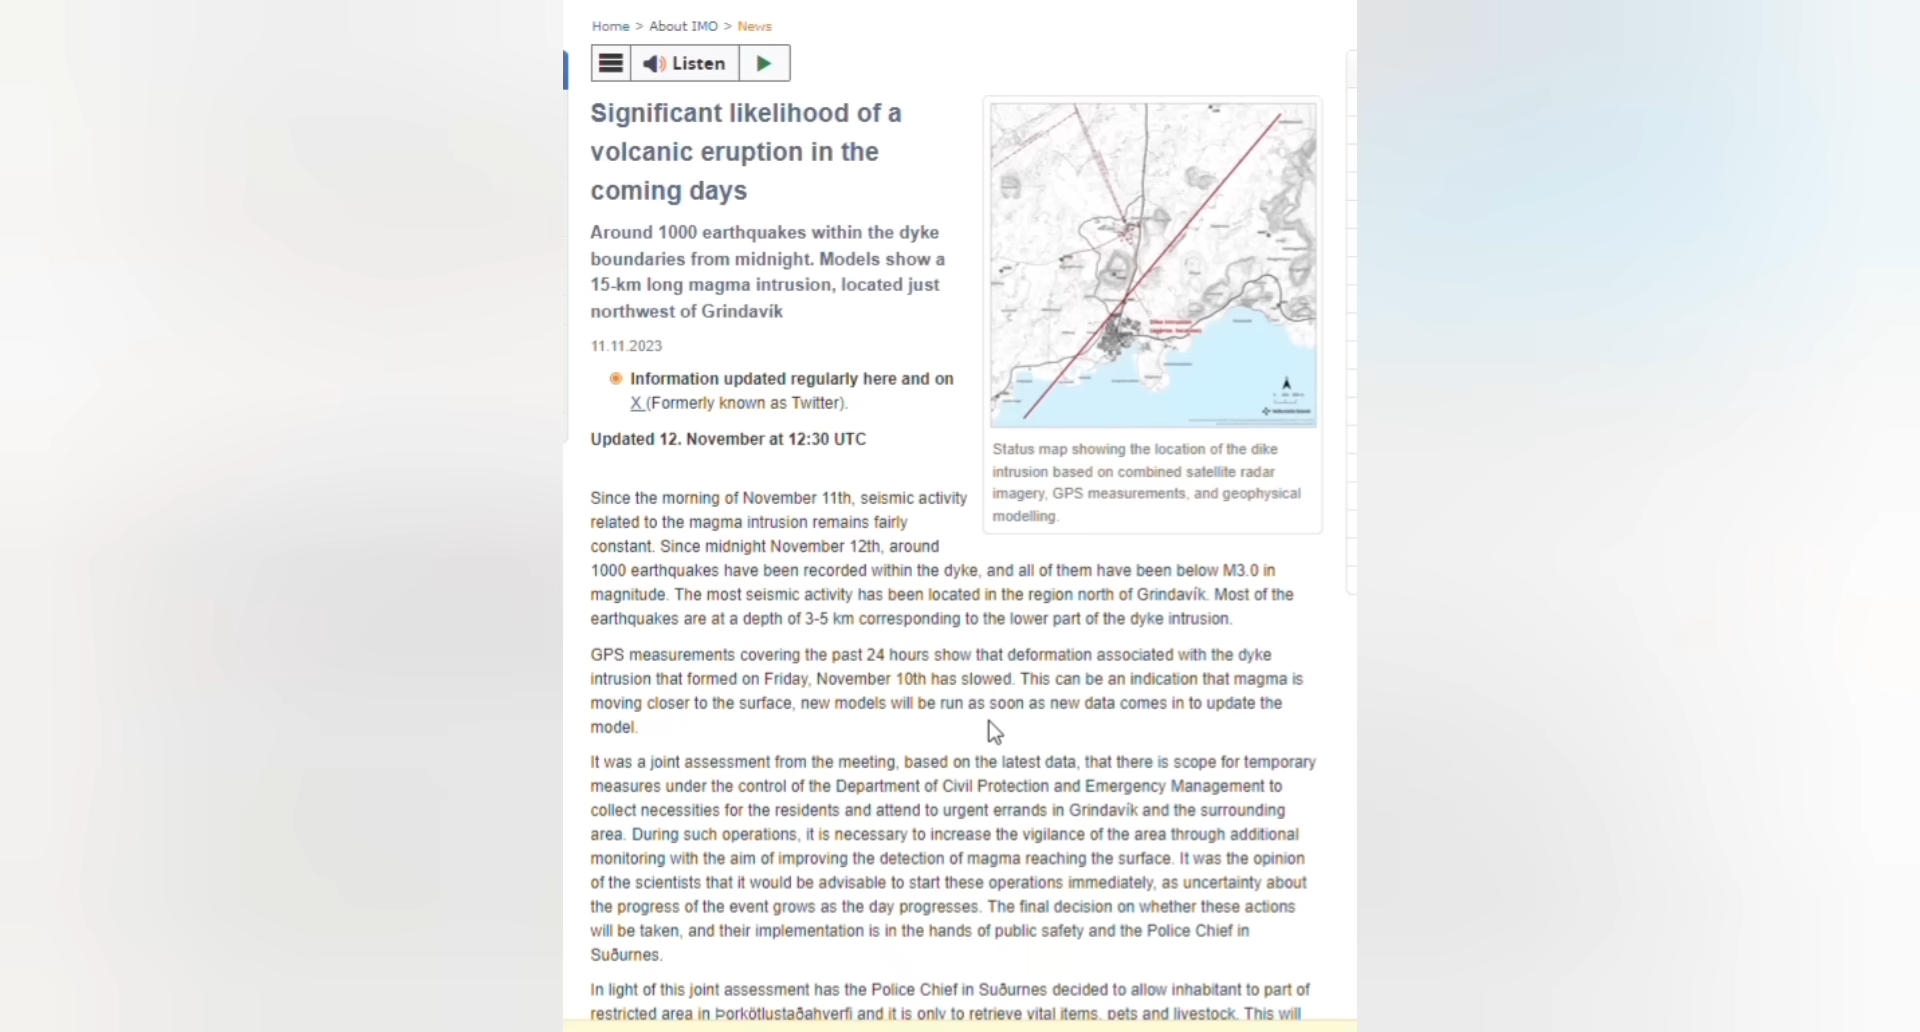 Home > About IMO > News
Listen
Significant likelihood of a
volcanic eruption in the
coming days
Around 1000 earthquakes within the dyke
boundaries from midnight. Models show a
15-km long magma intrusion, located just
northwest of Grindavík
11.11.2023
Information updated regularly here and on
X (Formerly known as Twitter).
Updated 12. November at 12:30 UTC
Status map showing the location of the dike
intrusion based on combined satellite radar
imagery, GPS measurements, and geophysical
modelling.
Since the morning of November 11th, seismic activity
related to the magma intrusion remains fairly
constant. Since midnight November 12th, around
1000 earthquakes have been recorded within the dyke, and all of them have been below M3.0 in
magnitude. The most seismic activity has been located in the region north of Grindavík. Most of the
earthquakes are at a depth of 3-5 km corresponding to the lower part of the dyke intrusion.
GPS measurements covering the past 24 hours show that deformation associated with the dyke
intrusion that formed on Friday, November 10th has slowed. This can be an indication that magma is
moving closer to the surface, new models will be run as soon as new data comes in to update the
model.
It was a joint assessment from the meeting, based on the latest data, that there is scope for temporary
measures under the control of the Department of Civil Protection and Emergency Management to
collect necessities for the residents and attend to urgent errands in Grindavík and the surrounding
area. During such operations, it is necessary to increase the vigilance of the area through additional
monitoring with the aim of improving the detection of magma reaching the surface. It was the opinion
of the scientists that it would be advisable to start these operations immediately, as uncertainty about
the progress of the event grows as the day progresses. The final decision on whether these actions
will be taken, and their implementation is in the hands of public safety and the Police Chief in
Suðurnes.
In light of this joint assessment has the Police Chief in Suðurnes decided to allow inhabitant to part of
restricted area in Þorkötlustaðahverfi and it is only to retrieve vital items, pets and livestock. This will